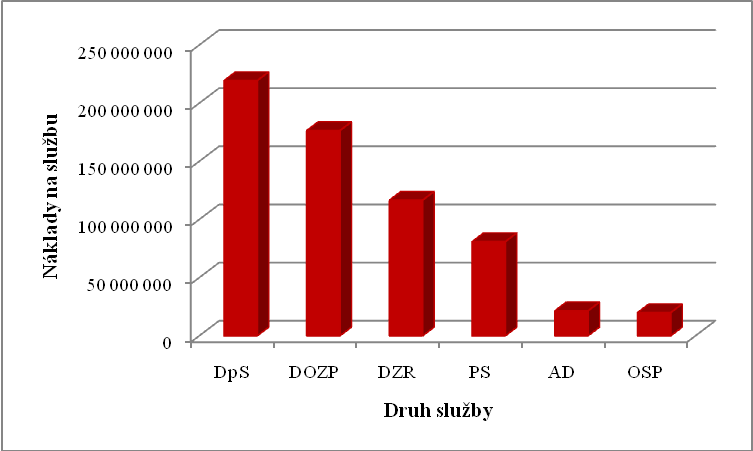 Náklady na službu
250 000 000
200 000 000
150 000 000
100 000 000
50 000 000
0
DpS DOZP DZR PS AD OSP
Druh služby